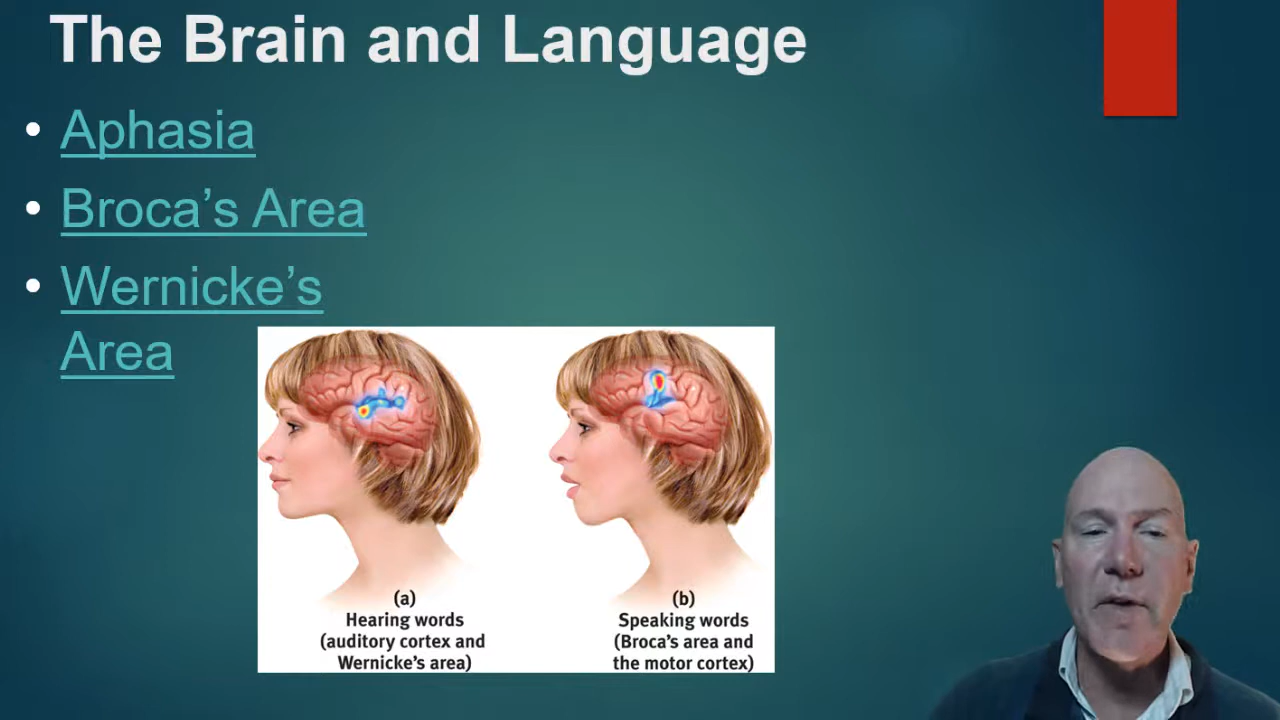 The Brain and Language
• Aphasia
• Broca’s Area
• Wernicke’s
Area
(a)
Hearing words
(auditory cortex and
Wernicke’s area)
(b)
Speaking words
(Broca’s area and
the motor cortex)